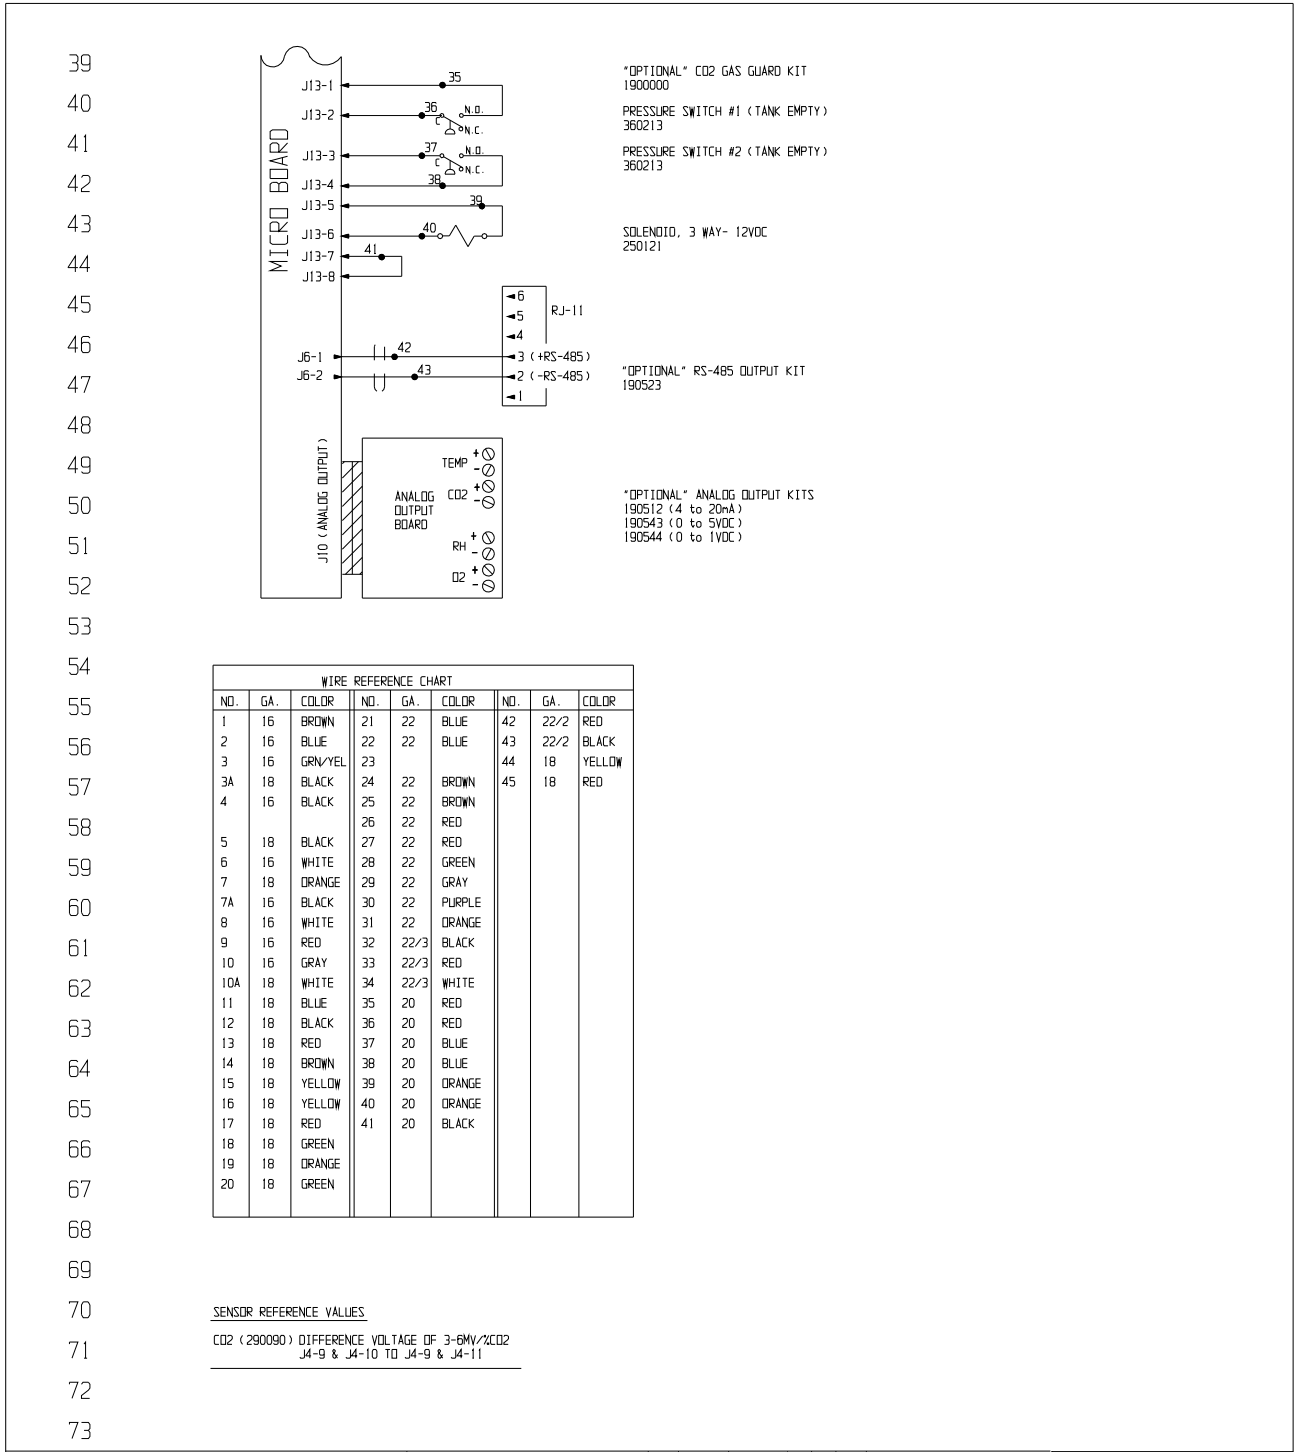 39
"OPTIONAL" CO2 GAS GUARD KIT
1900000
J13-1 35
40
J13-2 36 C N.O. N.C.
PRESSURE SWITCH #1 (TANK EMPTY)
360213
41
J13-3 37 C N.O. N.C.
PRESSURE SWITCH #2 (TANK EMPTY)
360213
42
J13-4 38
MICRO BOARD
J13-5 39
43
J13-6 40
SOLENOID, 3 WAY- 12VDC
250121
J13-7 41
44
J13-8
45
6
5
RJ-11
4
46
J6-1 42 3 (+RS-485)
J6-2 43 2 (-RS-485)
1
"OPTIONAL" RS-485 OUTPUT KIT
190523
47
48
J10 (ANALOG OUTPUT)
ANALOG
OUTPUT
BOARD
TEMP + -
CO2 + -
RH + -
O2 + -
49
"OPTIONAL" ANALOG OUTPUT KITS
190512 (4 to 20mA)
190543 (0 to 5VDC)
190544 (0 to 1VDC)
50
51
52
53
54
WIRE REFERENCE CHART
NO. GA. COLOR NO. GA. COLOR NO. GA. COLOR
55
1 16 BROWN 21 22 BLUE 42 22/2 RED
2 16 BLUE 22 22 BLUE 43 22/2 BLACK
56
3 16 GRN/YEL 23 44 18 YELLOW
3A 18 BLACK 24 22 BROWN 45 18 RED
57
4 16 BLACK 25 22 BROWN
26 22 RED
58
5 18 BLACK 27 22 RED
6 16 WHITE 28 22 GREEN
59
7 18 ORANGE 29 22 GRAY
7A 16 BLACK 30 22 PURPLE
60
8 16 WHITE 31 22 ORANGE
9 16 RED 32 22/3 BLACK
61
10 16 GRAY 33 22/3 RED
10A 18 WHITE 34 22/3 WHITE
62
11 18 BLUE 35 20 RED
12 18 BLACK 36 20 RED
63
13 18 RED 37 20 BLUE
14 18 BROWN 38 20 BLUE
64
15 18 YELLOW 39 20 ORANGE
16 18 YELLOW 40 20 ORANGE
65
17 18 RED 41 20 BLACK
18 18 GREEN
66
19 18 ORANGE
20 18 GREEN
67
68
69
70
SENSOR REFERENCE VALUES
71
CO2 (290090) DIFFERENCE VOLTAGE OF 3-6MV/%CO2
J4-9 & J4-10 TO J4-9 & J4-11
72
73